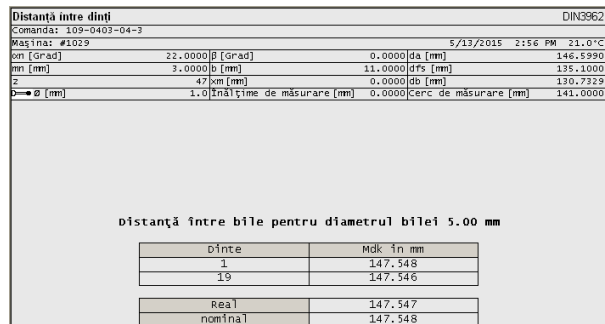 Distanță între dinți DIN3962
Comanda: 109-0403-04-3
Mașina: #1029 5/13/2015 2:56 PM 21.0°C
αn [Grad] 22.0000 β [Grad] 0.0000 da [mm] 146.5990
mn [mm] 3.0000 b [mm] 11.0000 dfs [mm] 135.1000
z 47 xm [mm] 0.0000 db [mm] 130.7329
Ø [mm] 1.0 Înălțime de măsurare [mm] 0.0000 Cerc de măsurare [mm] 141.0000
Distanţă între bile pentru diametrul bilei 5.00 mm
Dinte Mdk în mm
1 147.548
19 147.546
Real 147.547
nominal 147.548